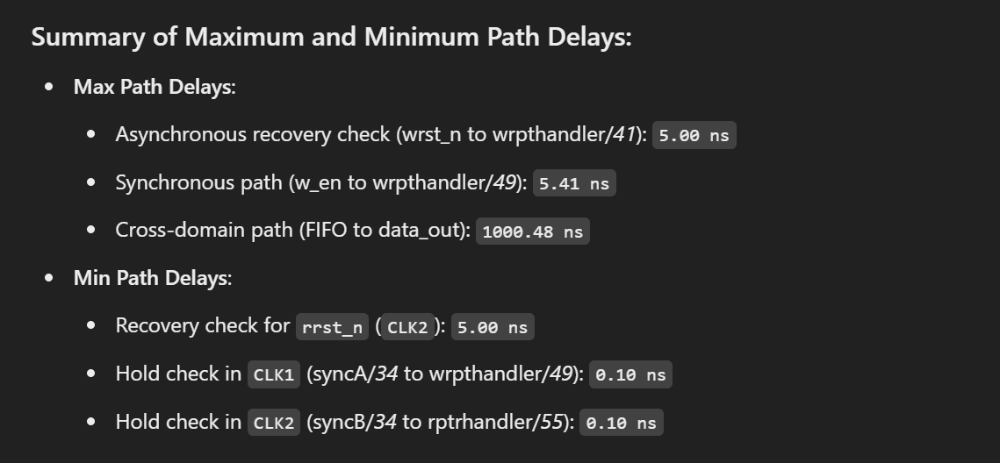 Summary of Maximum and Minimum Path Delays:
• Max Path Delays:
• Asynchronous recovery check (wrst_n to wrpthandler/41): 5.00 ns
• Synchronous path (w_en to wrpthandler/49): 5.41 ns
• Cross-domain path (FIFO to data_out): 1000.48 ns
• Min Path Delays:
• Recovery check for rrst_n (CLK2): 5.00 ns
• Hold check in CLK1 (syncA/34 to wrpthandler/49): 0.10 ns
• Hold check in CLK2 (syncB/34 to rptrhandler/55): 0.10 ns